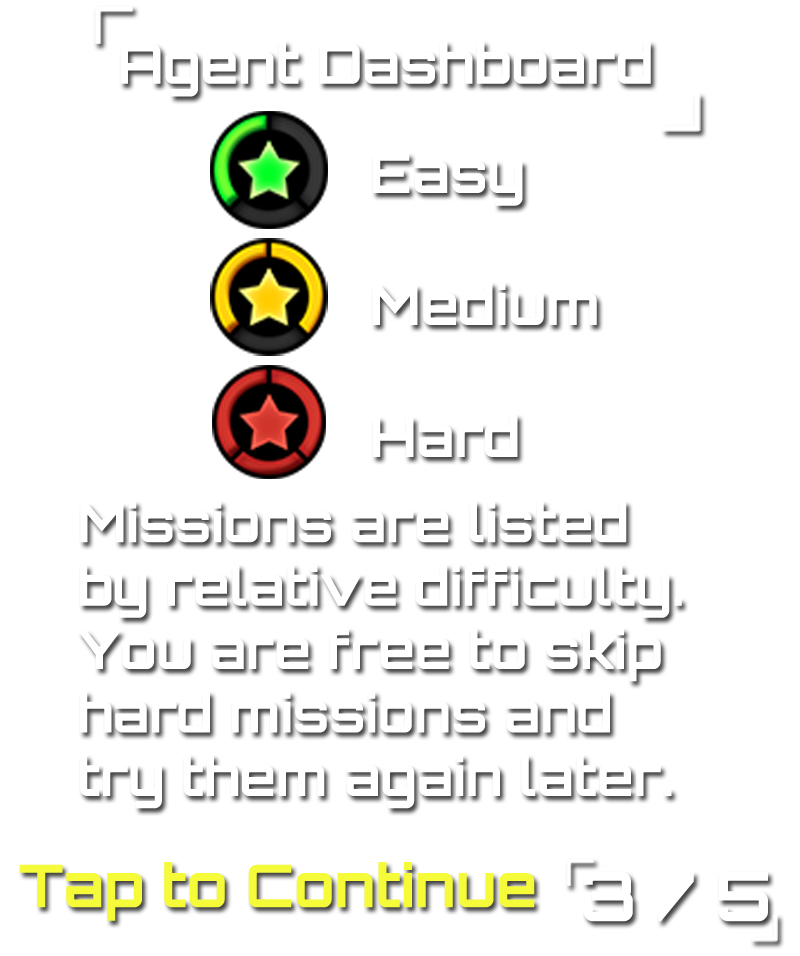 Agent Dashboard
Easy
Medium
Hard
Missions are listed
by relative difficulty.
You are free to skip
hard missions and
try them again later.
Tap to Continue
3 / 5